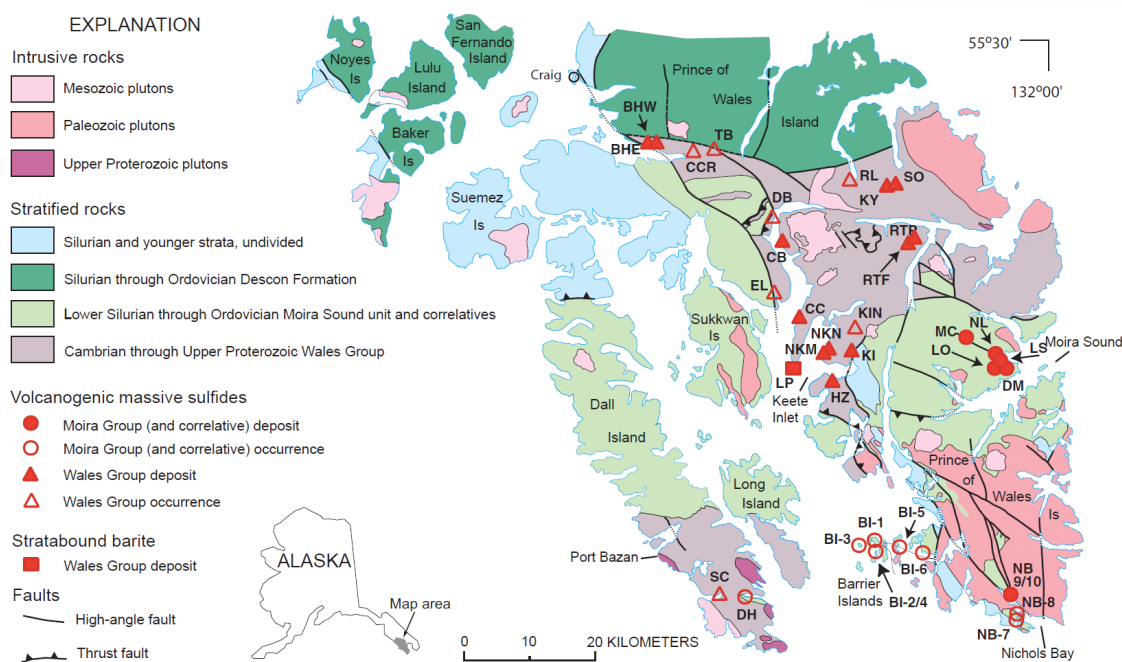 EXPLANATION
Intrusive rocks
Mesozoic plutons
Paleozoic plutons
Upper Proterozoic plutons
Stratified rocks
Silurian and younger strata, undivided
Silurian through Ordovician Descon Formation
Lower Silurian through Ordovician Moira Sound unit and correlatives
Cambrian through Upper Proterozoic Wales Group
Volcanogenic massive sulfides
Moira Group (and correlative) deposit
Moira Group (and correlative) occurrence
Wales Group deposit
Wales Group occurrence
Stratabound barite
Wales Group deposit
Faults
High-angle fault
Thrust fault
ALASKA
Map area
0 10 20 KILOMETERS
55º30'
132º00'
San
Fernando
Island
Noyes
Is
Lulu
Island
Baker
Is
Craig
Prince of
Wales
Island
BHW
BHE
TB
CCR
RL
SO
KY
Suemez
Is
DB
CB
RTP
RTF
EL
CC
KIN
Sukkwan
Is
NKN
NKM
KI
MC
NL
LO
LS
Moira
Sound
DM
LP
Keete
Inlet
HZ
Dall
Island
Long
Island
Prince
of
Wales
Is
BI-1
BI-5
BI-3
BI-6
Barrier
Islands
BI-2/4
Port Bazan
SC
DH
NB
9/10
NB-8
NB-7
Nichols Bay